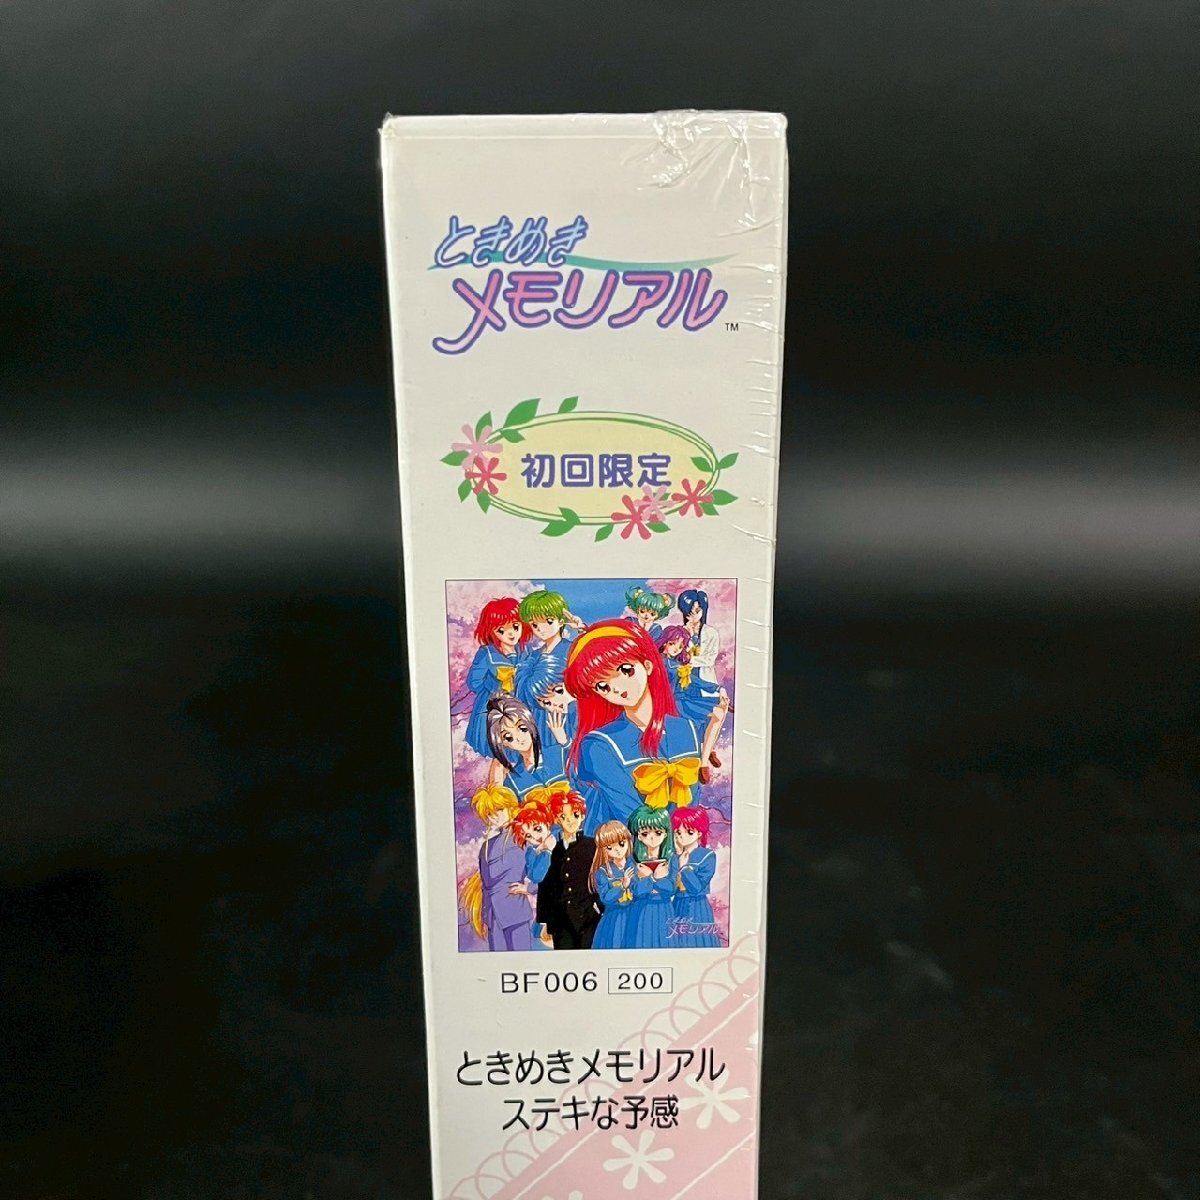 ときめき
メモリアル
TM
初回限定
ときめき
メモリアル
BF006 200
ときめきメモリアル
ステキな予感